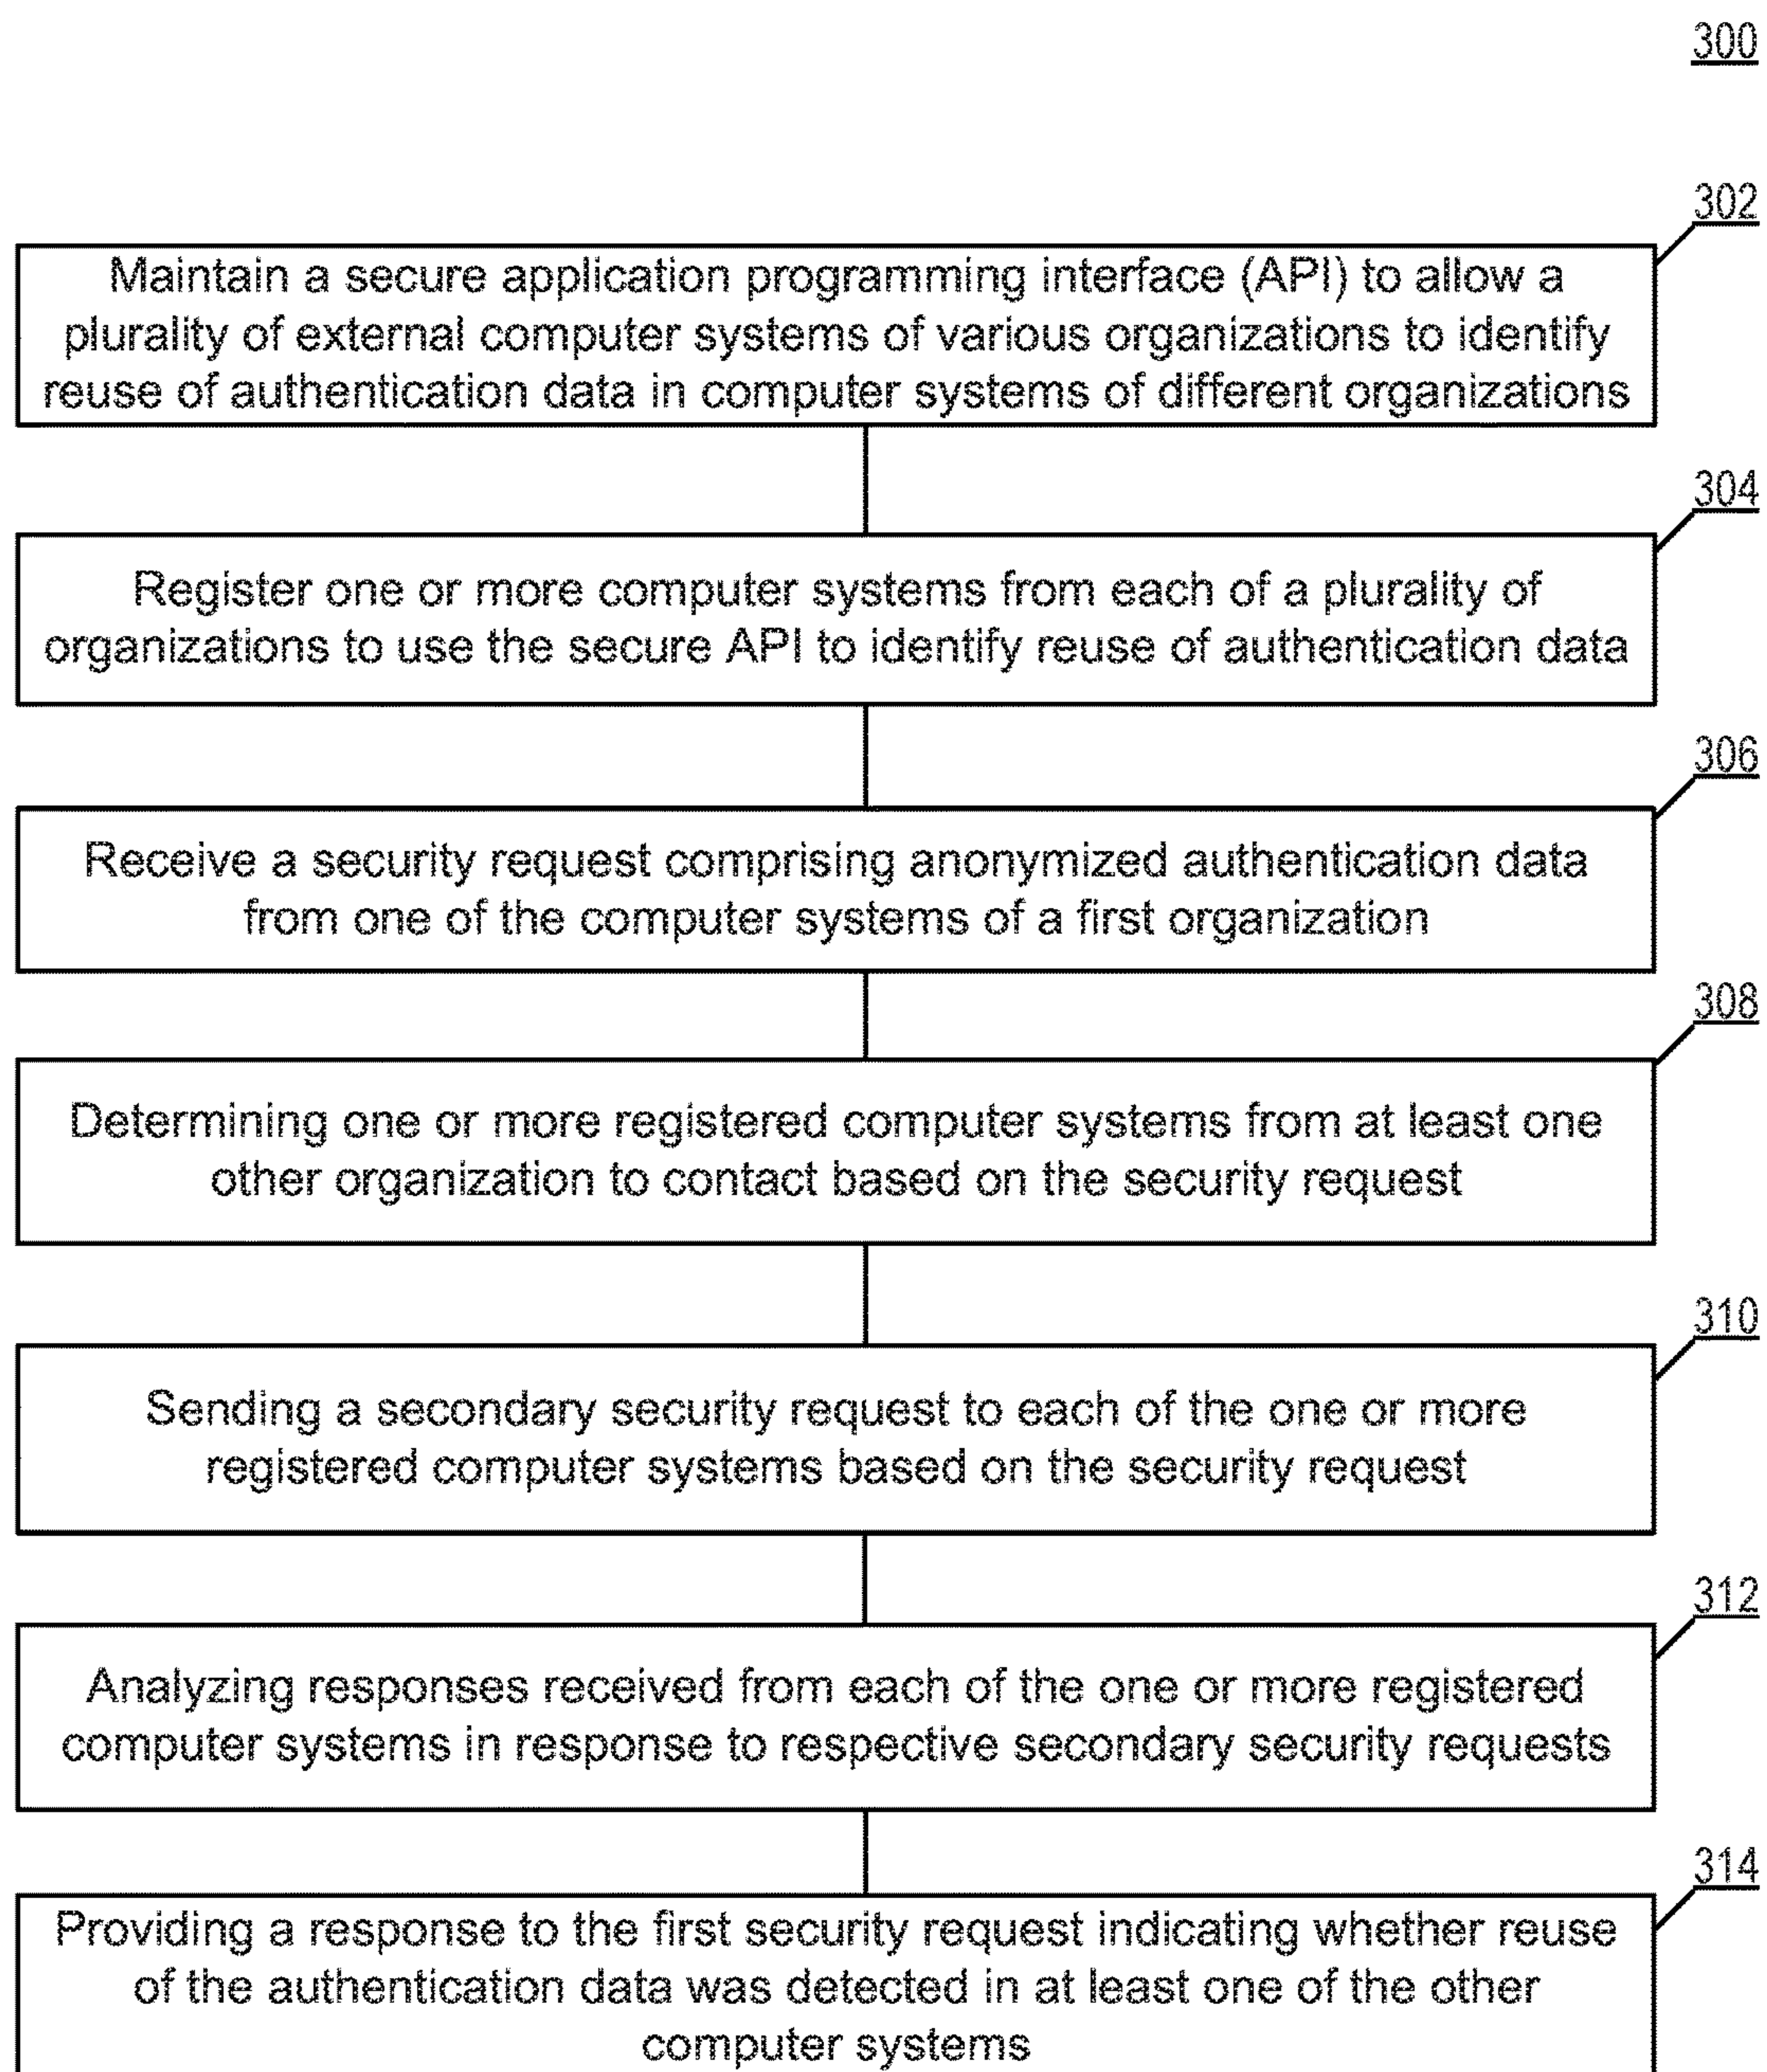 300
302
Maintain a secure application programming interface (API) to allow a
plurality of external computer systems of various organizations to identify
reuse of authentication data in computer systems of different organizations
304
Register one or more computer systems from each of a plurality of
organizations to use the secure API to identify reuse of authentication data
306
Receive a security request comprising anonymized authentication data
from one of the computer systems of a first organization
308
Determining one or more registered computer systems from at least one
other organization to contact based on the security request
310
Sending a secondary security request to each of the one or more
registered computer systems based on the security request
312
Analyzing responses received from each of the one or more registered
computer systems in response to respective secondary security requests
314
Providing a response to the first security request indicating whether reuse
of the authentication data was detected in at least one of the other
computer systems